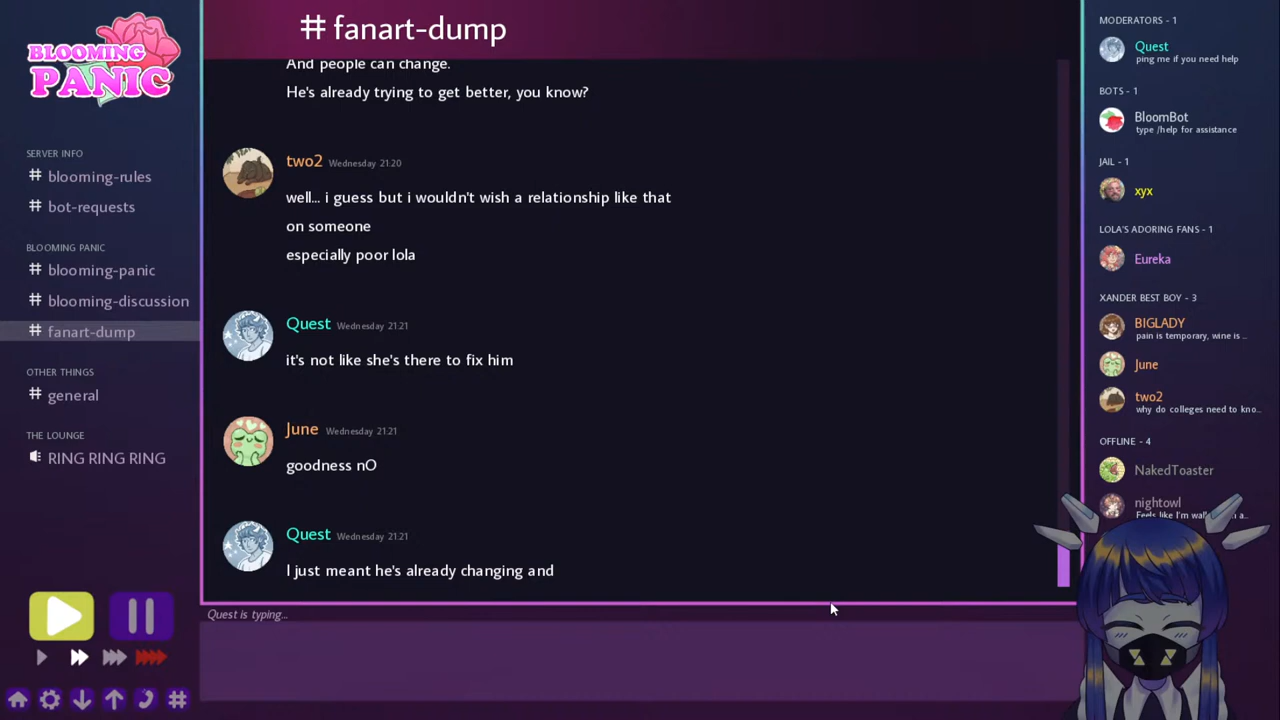 BLOOMING
PANIC
SERVER INFO
# blooming-rules
# bot-requests
BLOOMING PANIC
# blooming-panic
# blooming-discussion
# fanart-dump
OTHER THINGS
# general
THE LOUNGE
RING RING RING
# fanart-dump
And people can change.
He's already trying to get better, you know?
two2 Wednesday 21:20
well... i guess but i wouldn't wish a relationship like that
on someone
especially poor lola
Quest Wednesday 21:21
it's not like she's there to fix him
June Wednesday 21:21
goodness nO
Quest Wednesday 21:21
I just meant he's already changing and
Quest is typing...
MODERATORS - 1
Quest
ping me if you need help
BOTS - 1
BloomBot
type /help for assistance
JAIL - 1
xyx
LOLA'S ADORING FANS - 1
Eureka
XANDER BEST BOY - 3
BIGLADY
pain is temporary, wine is ...
June
two2
why do colleges need to kno...
OFFLINE - 4
NakedToaster
nightowl
Feels like I'm wal